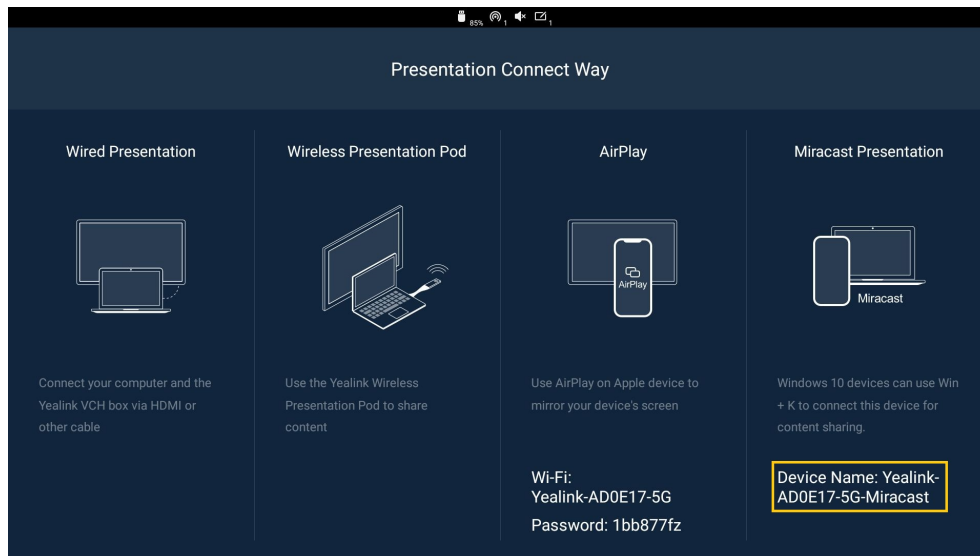 85%
1
1
Presentation Connect Way
Wired Presentation
Connect your computer and the
Yealink VCH box via HDMI or
other cable
Wireless Presentation Pod
Use the Yealink Wireless
Presentation Pod to share
content
AirPlay
AirPlay
Use AirPlay on Apple device to
mirror your device's screen
Wi-Fi:
Yealink-AD0E17-5G
Password: 1bb877fz
Miracast Presentation
Miracast
Windows 10 devices can use Win
+ K to connect this device for
content sharing.
Device Name: Yealink-
AD0E17-5G-Miracast